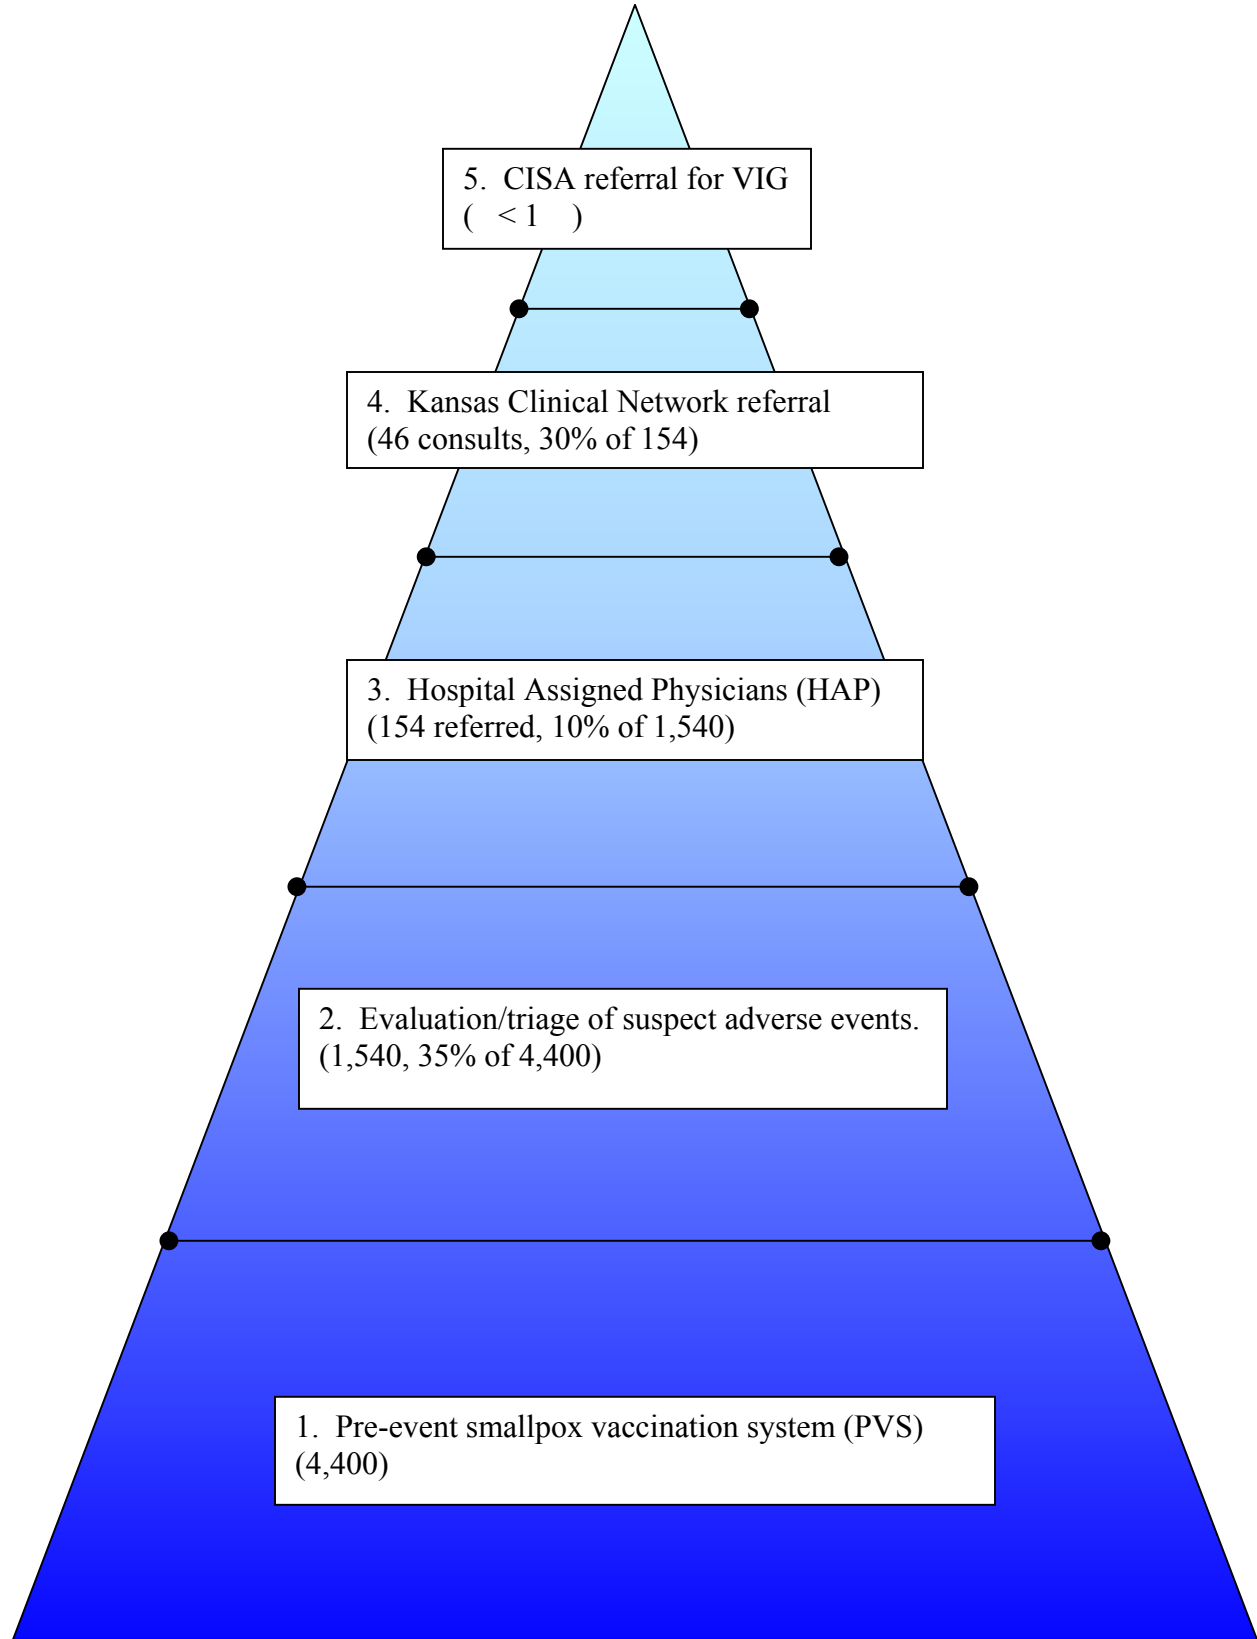 5. CISA referral for VIG
( < 1 )
4. Kansas Clinical Network referral
(46 consults, 30% of 154)
3. Hospital Assigned Physicians (HAP)
(154 referred, 10% of 1,540)
2. Evaluation/triage of suspect adverse events.
(1,540, 35% of 4,400)
1. Pre-event smallpox vaccination system (PVS)
(4,400)